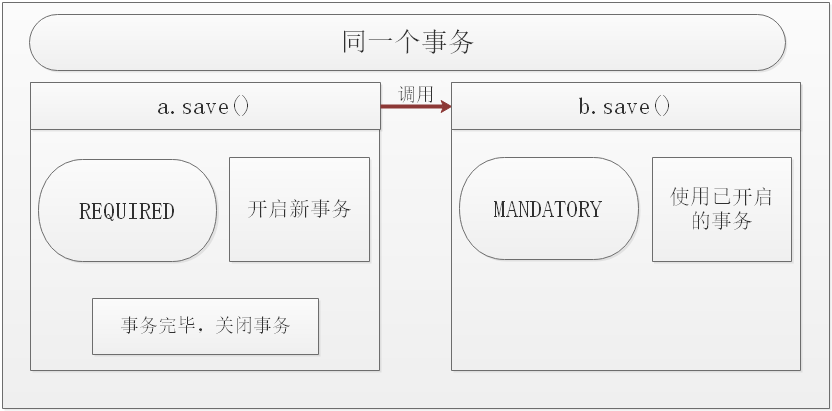 同一个事务
a.save()
调用
b.save()
REQUIRED
开启新事务
MANDATORY
使用已开启
的事务
事务完毕，关闭事务